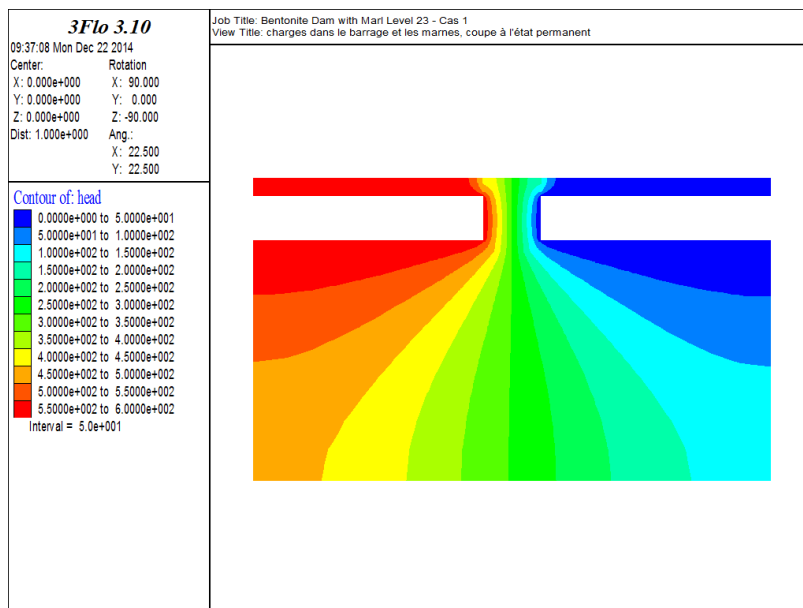 3Flo 3.10
09:37:08 Mon Dec 22 2014
Center: Rotation
X: 0.000e+000 X: 90.000
Y: 0.000e+000 Y: 0.000
Z: 0.000e+000 Z: -90.000
Dist: 1.000e+000 Ang.:
X: 22.500
Y: 22.500
Job Title: Bentonite Dam with Marl Level 23 - Cas 1
View Title: charges dans le barrage et les marnes, coupe à l'état permanent
Contour of: head
0.0000e+000 to 5.0000e+001
5.0000e+001 to 1.0000e+002
1.0000e+002 to 1.5000e+002
1.5000e+002 to 2.0000e+002
2.0000e+002 to 2.5000e+002
2.5000e+002 to 3.0000e+002
3.0000e+002 to 3.5000e+002
3.5000e+002 to 4.0000e+002
4.0000e+002 to 4.5000e+002
4.5000e+002 to 5.0000e+002
5.0000e+002 to 5.5000e+002
5.5000e+002 to 6.0000e+002
Interval = 5.0e+001